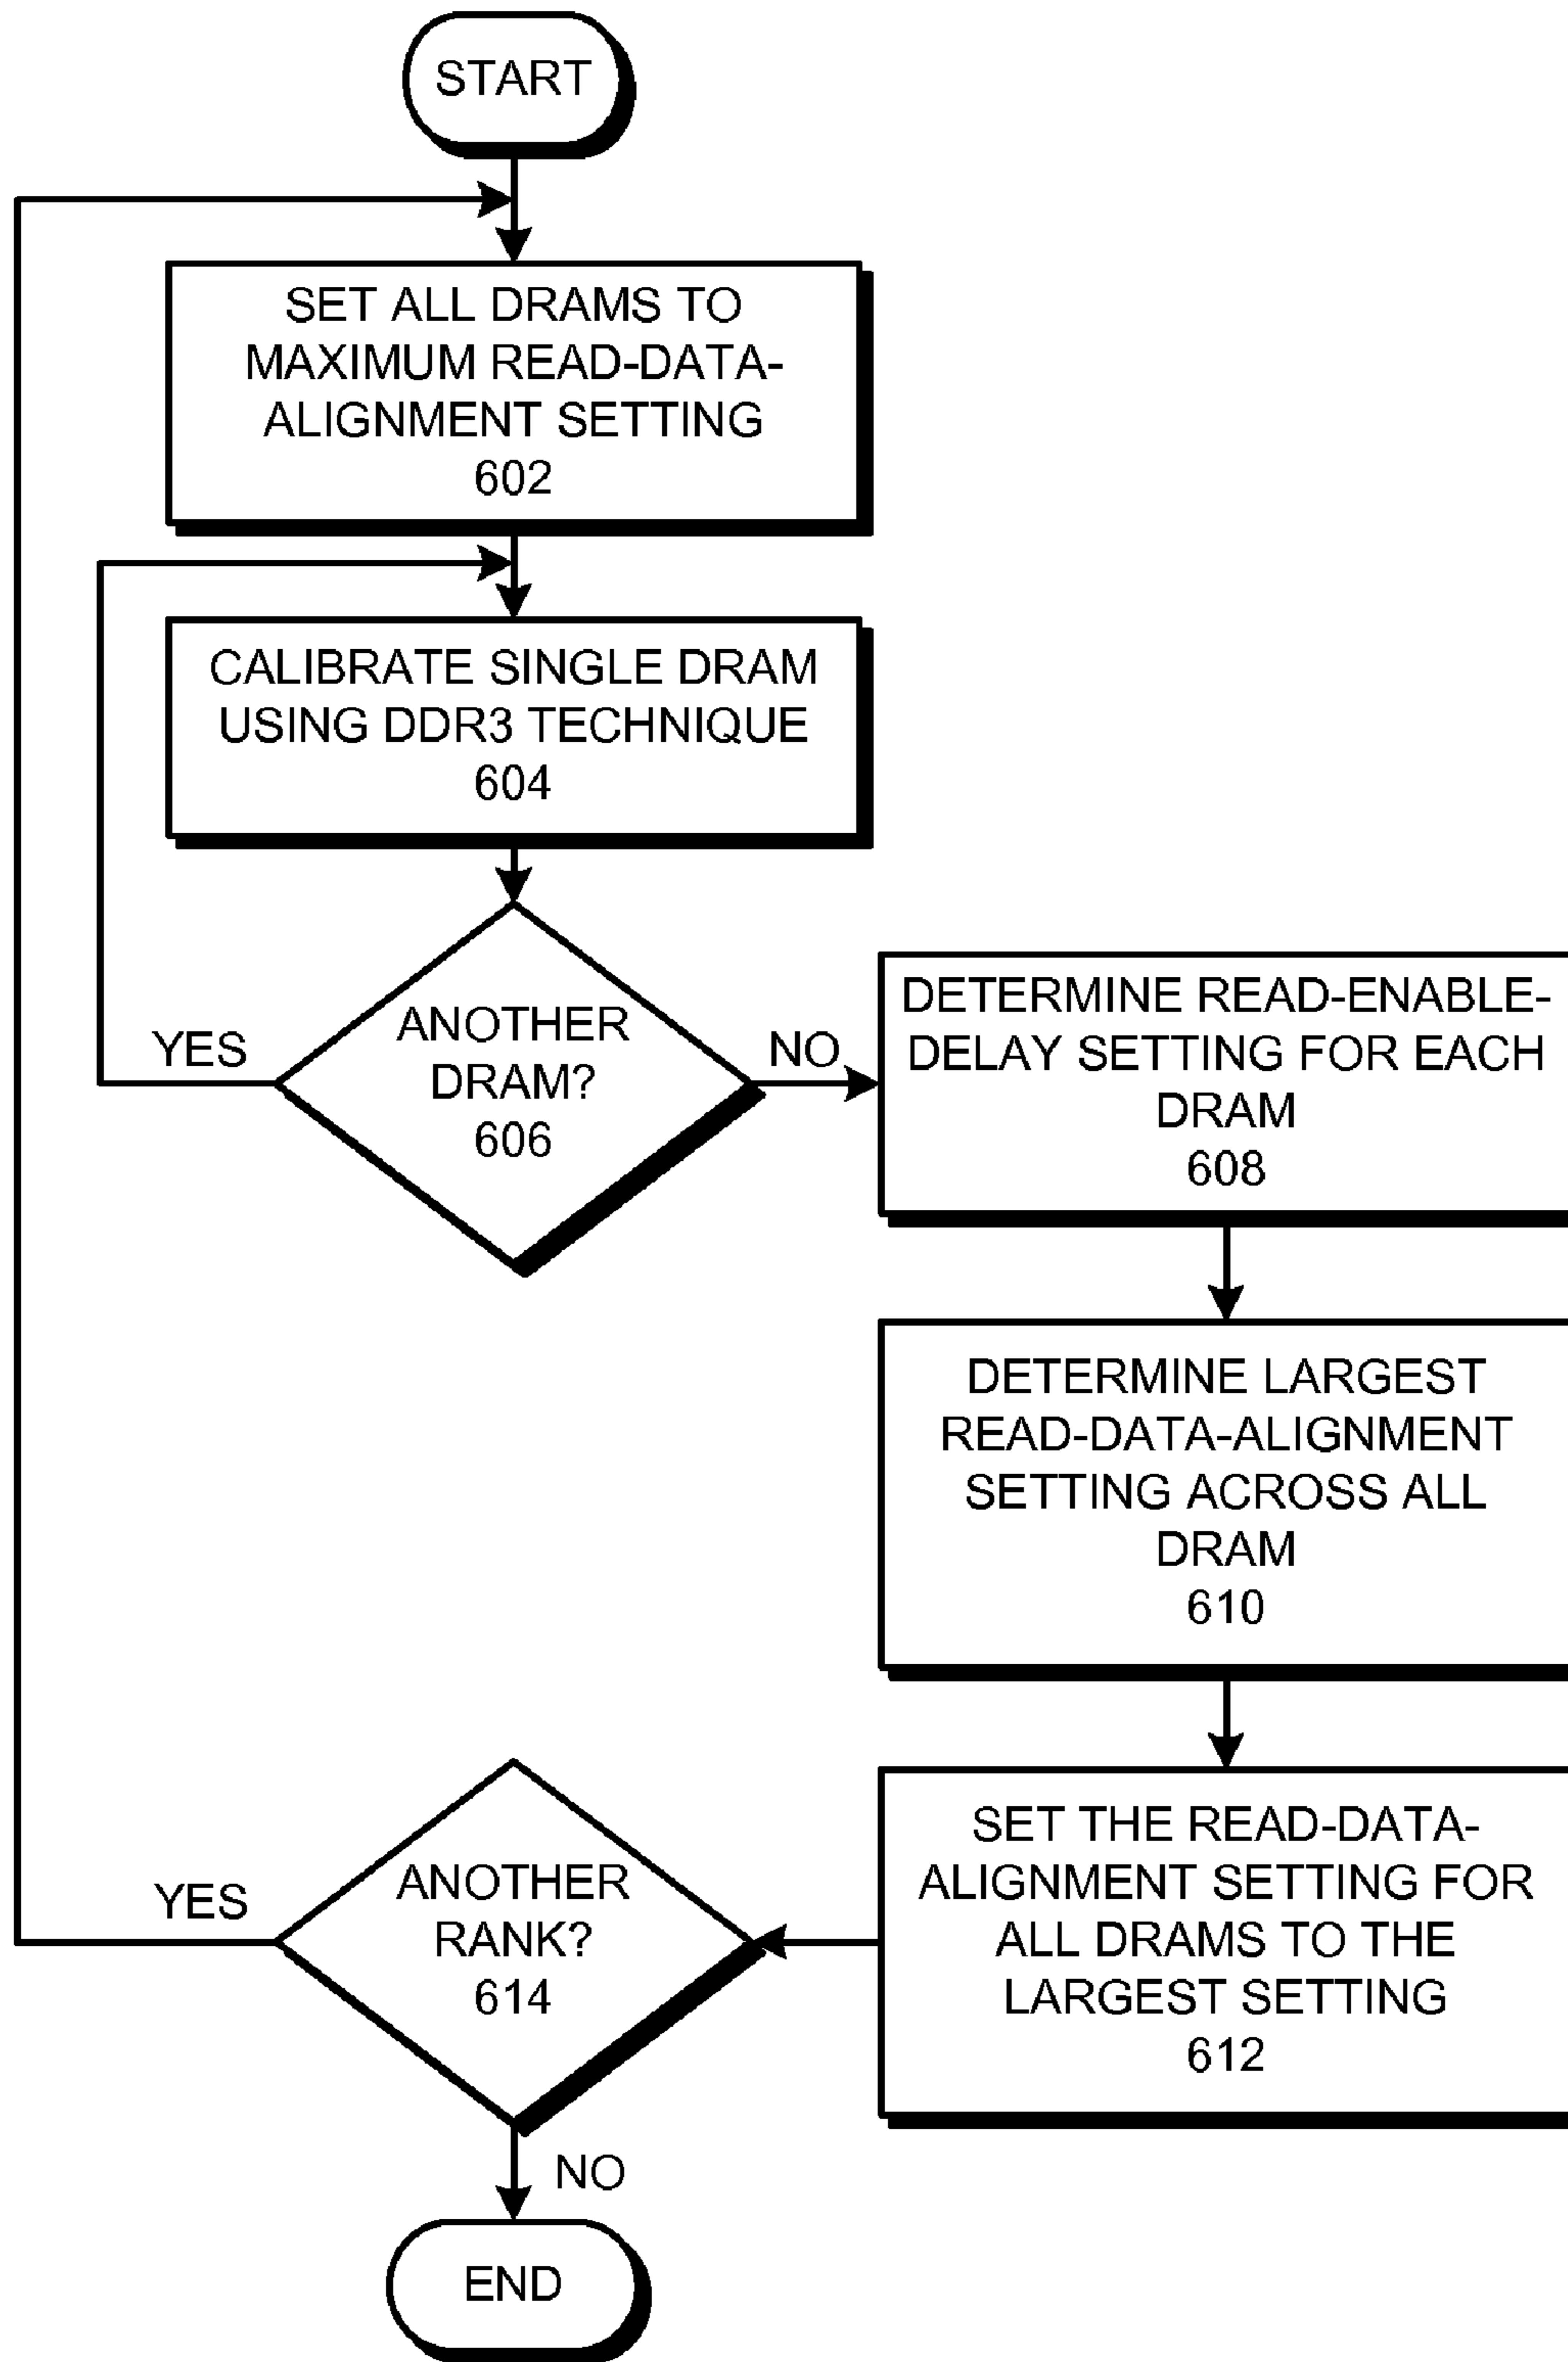 START
SET ALL DRAMS TO
MAXIMUM READ-DATA-
ALIGNMENT SETTING
602
CALIBRATE SINGLE DRAM
USING DDR3 TECHNIQUE
604
ANOTHER
DRAM?
606
YES
NO
DETERMINE READ-ENABLE-
DELAY SETTING FOR EACH
DRAM
608
DETERMINE LARGEST
READ-DATA-ALIGNMENT
SETTING ACROSS ALL
DRAM
610
SET THE READ-DATA-
ALIGNMENT SETTING FOR
ALL DRAMS TO THE
LARGEST SETTING
612
ANOTHER
RANK?
614
YES
NO
END